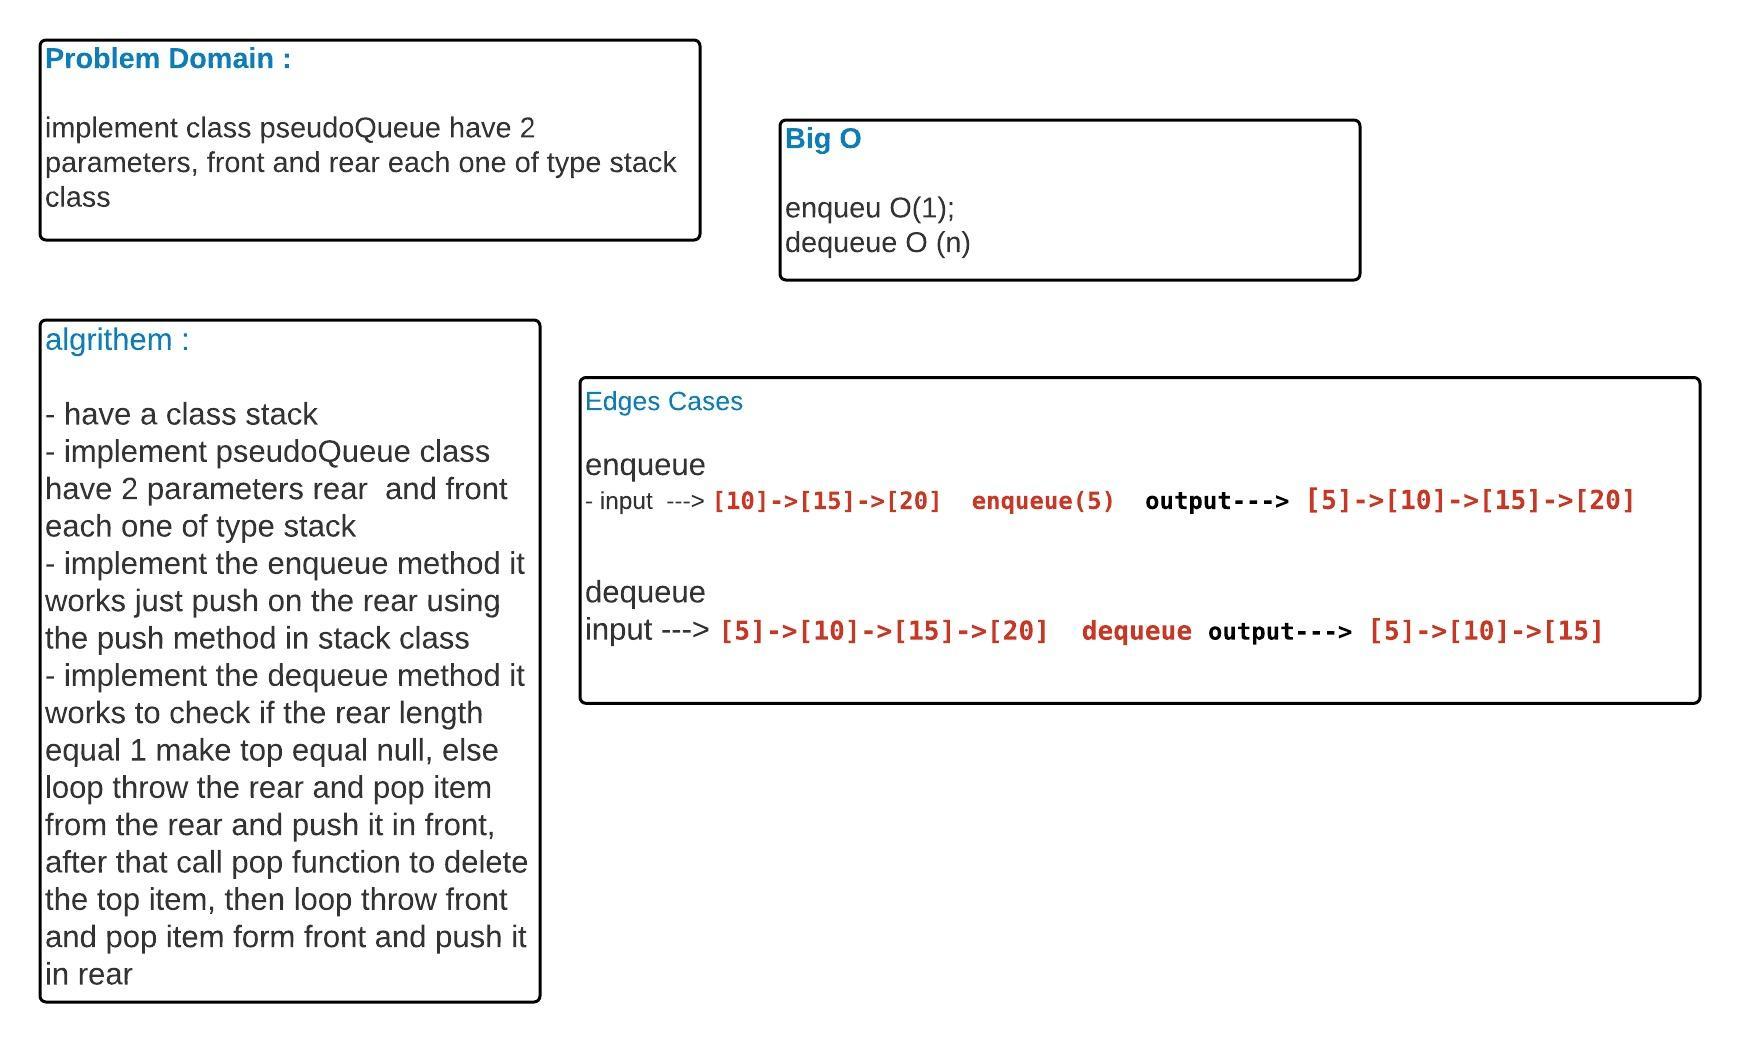 Problem Domain :
implement class pseudoQueue have 2
parameters, front and rear each one of type stack
class
Big O
enqueu O(1);
dequeue O (n)
algrithem :
- have a class stack
- implement pseudoQueue class
have 2 parameters rear  and front
each one of type stack
- implement the enqueue method it
works just push on the rear using
the push method in stack class
- implement the dequeue method it
works to check if the rear length
equal 1 make top equal null, else
loop throw the rear and pop item
from the rear and push it in front,
after that call pop function to delete
the top item, then loop throw front
and pop item form front and push it
in rear
Edges Cases
enqueue
- input  ---> [10]->[15]->[20]  enqueue(5)  output---> [5]->[10]->[15]->[20]
dequeue
input ---> [5]->[10]->[15]->[20]  dequeue output---> [5]->[10]->[15]